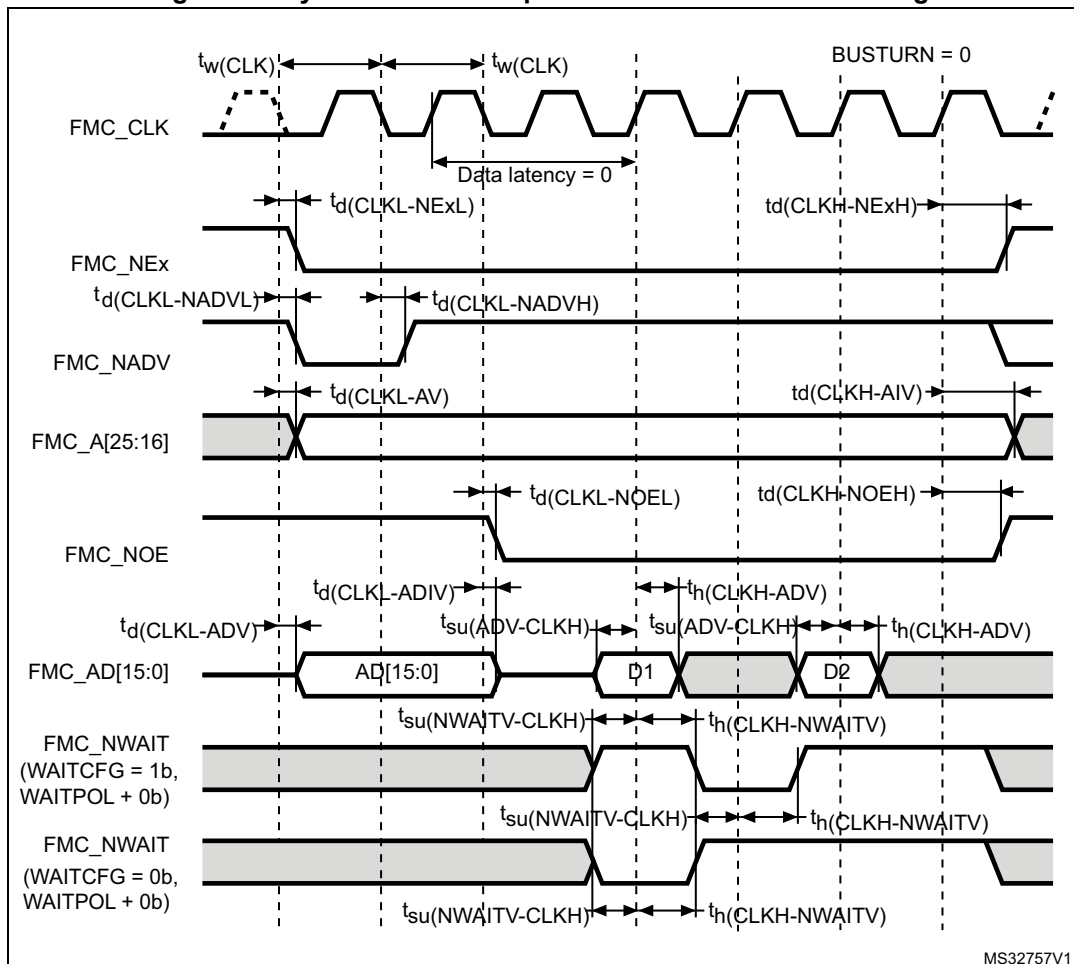 BUSTURN = 0
tw(CLK) tw(CLK)
FMC_CLK
Data latency = 0
td(CLKL-NExL) td(CLKH-NExH)
FMC_NEx
td(CLKL-NADVL) td(CLKL-NADVH)
FMC_NADV
td(CLKL-AV) td(CLKH-AIV)
FMC_A[25:16]
td(CLKL-NOEL) td(CLKH-NOEH)
FMC_NOE
td(CLKL-ADIV) th(CLKH-ADV)
td(CLKL-ADV) tsu(ADV-CLKH) tsu(ADV-CLKH) th(CLKH-ADV)
FMC_AD[15:0] AD[15:0] D1 D2
tsu(NWAITV-CLKH) th(CLKH-NWAITV)
FMC_NWAIT
(WAITCFG = 1b,
WAITPOL + 0b)
tsu(NWAITV-CLKH) th(CLKH-NWAITV)
FMC_NWAIT
(WAITCFG = 0b,
WAITPOL + 0b)
tsu(NWAITV-CLKH) th(CLKH-NWAITV)
MS32757V1